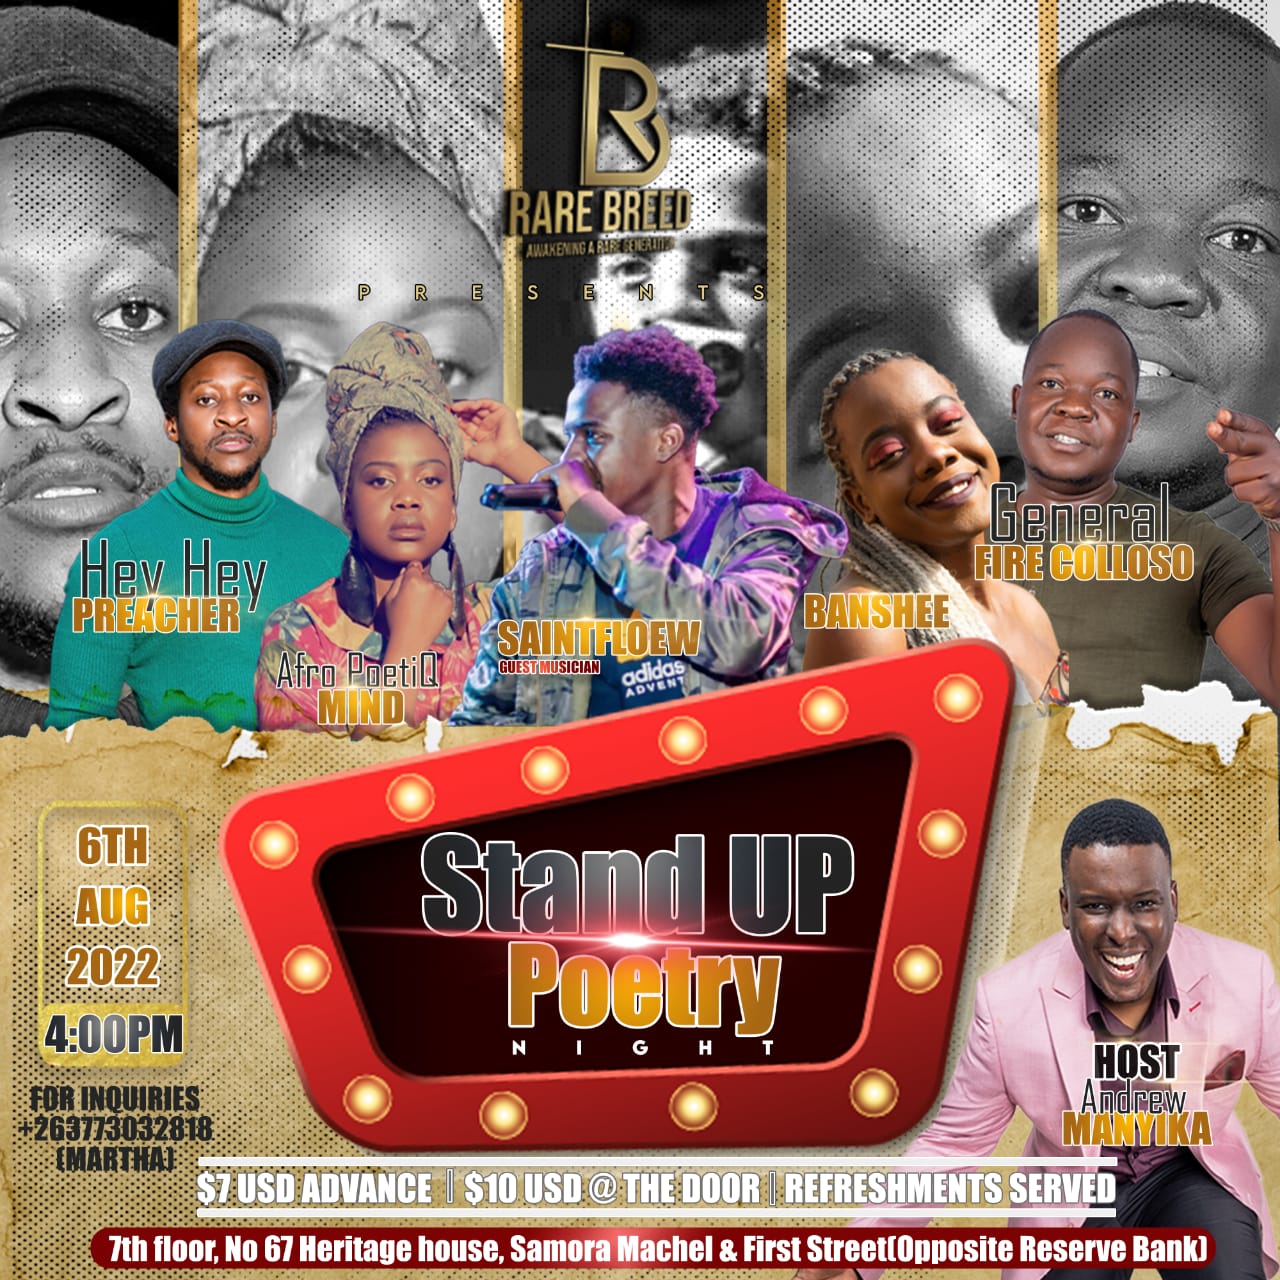 RB
RARE BREED
AWAKENING A RARE GENERATION
PRESENTS
Hey Hey
PREACHER
Afro PoetiQ
MIND
SAINTFLOEW
GUEST MUSICIAN
adidas
ADVENT
BANSHEE
General
FIRE COLLOSO
Stand UP
Poetry
NIGHT
6TH
AUG
2022
4:00PM
FOR INQUIRIES
+263773032818
(MARTHA)
HOST
Andrew
MANYIKA
$7 USD ADVANCE | $10 USD @ THE DOOR | REFRESHMENTS SERVED
7th floor, No 67 Heritage house, Samora Machel & First Street(Opposite Reserve Bank)